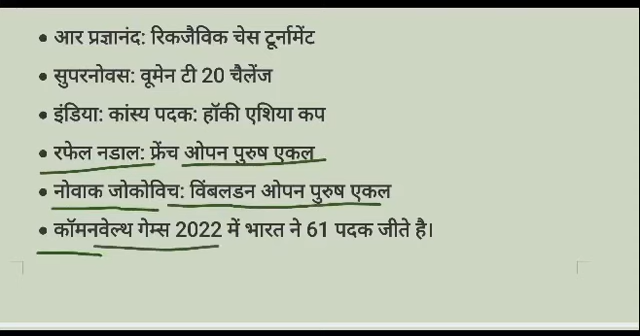 • आर प्रज्ञानंद: रिकजैविक चेस टूर्नामेंट
• सुपरनोवस: वूमेन टी 20 चैलेंज
• इंडिया: कांस्य पदक: हॉकी एशिया कप
• रफेल नडाल: फ्रेंच ओपन पुरुष एकल
• नोवाक जोकोविच: विंबलडन ओपन पुरुष एकल
• कॉमनवेल्थ गेम्स 2022 में भारत ने 61 पदक जीते है।